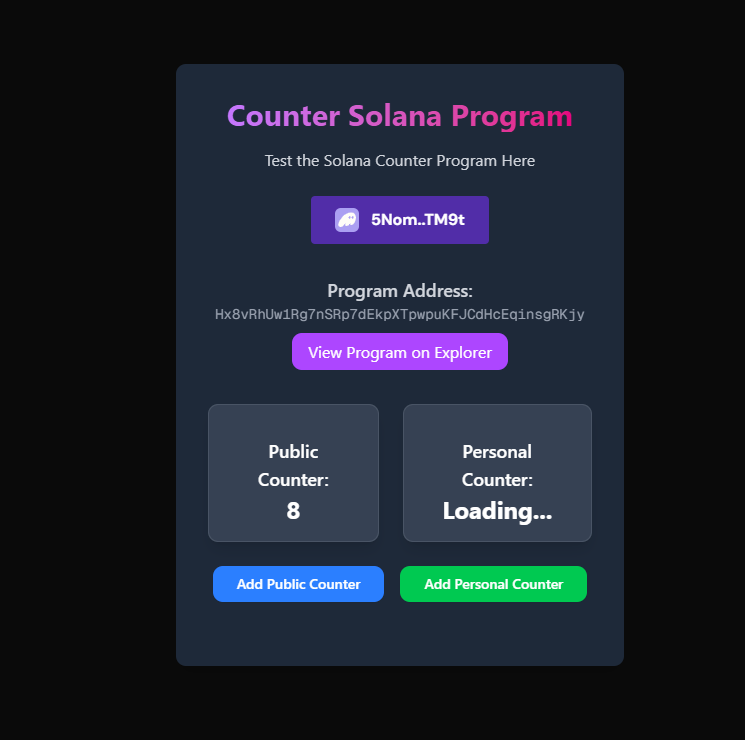 Counter Solana Program
Test the Solana Counter Program Here
5Nom..TM9t
Program Address:
Hx8vRhUw1Rg7nSRp7dEkpXTpwpuKFJCdHcEqinsgRKjy
View Program on Explorer
Public
Counter:
8
Personal
Counter:
Loading...
Add Public Counter
Add Personal Counter